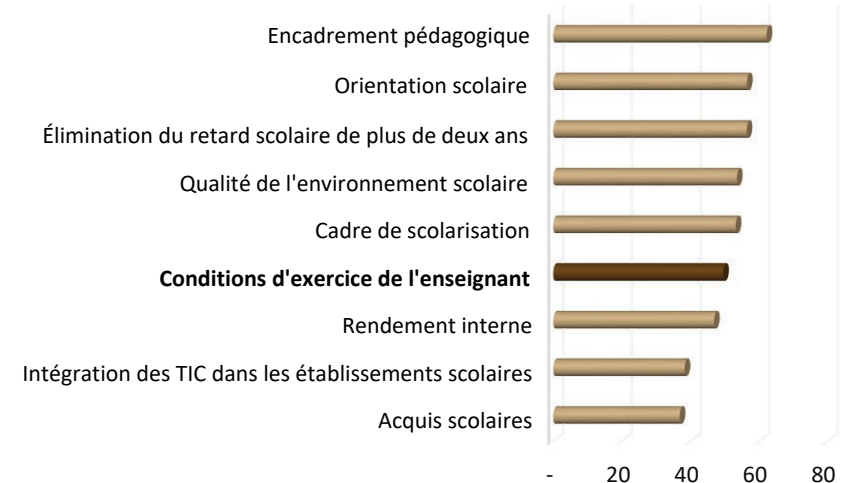 Encadrement pédagogique
Orientation scolaire
Élimination du retard scolaire de plus de deux ans
Qualité de l'environnement scolaire
Cadre de scolarisation
Conditions d'exercice de l'enseignant
Rendement interne
Intégration des TIC dans les établissements scolaires
Acquis scolaires
- 20 40 60 80